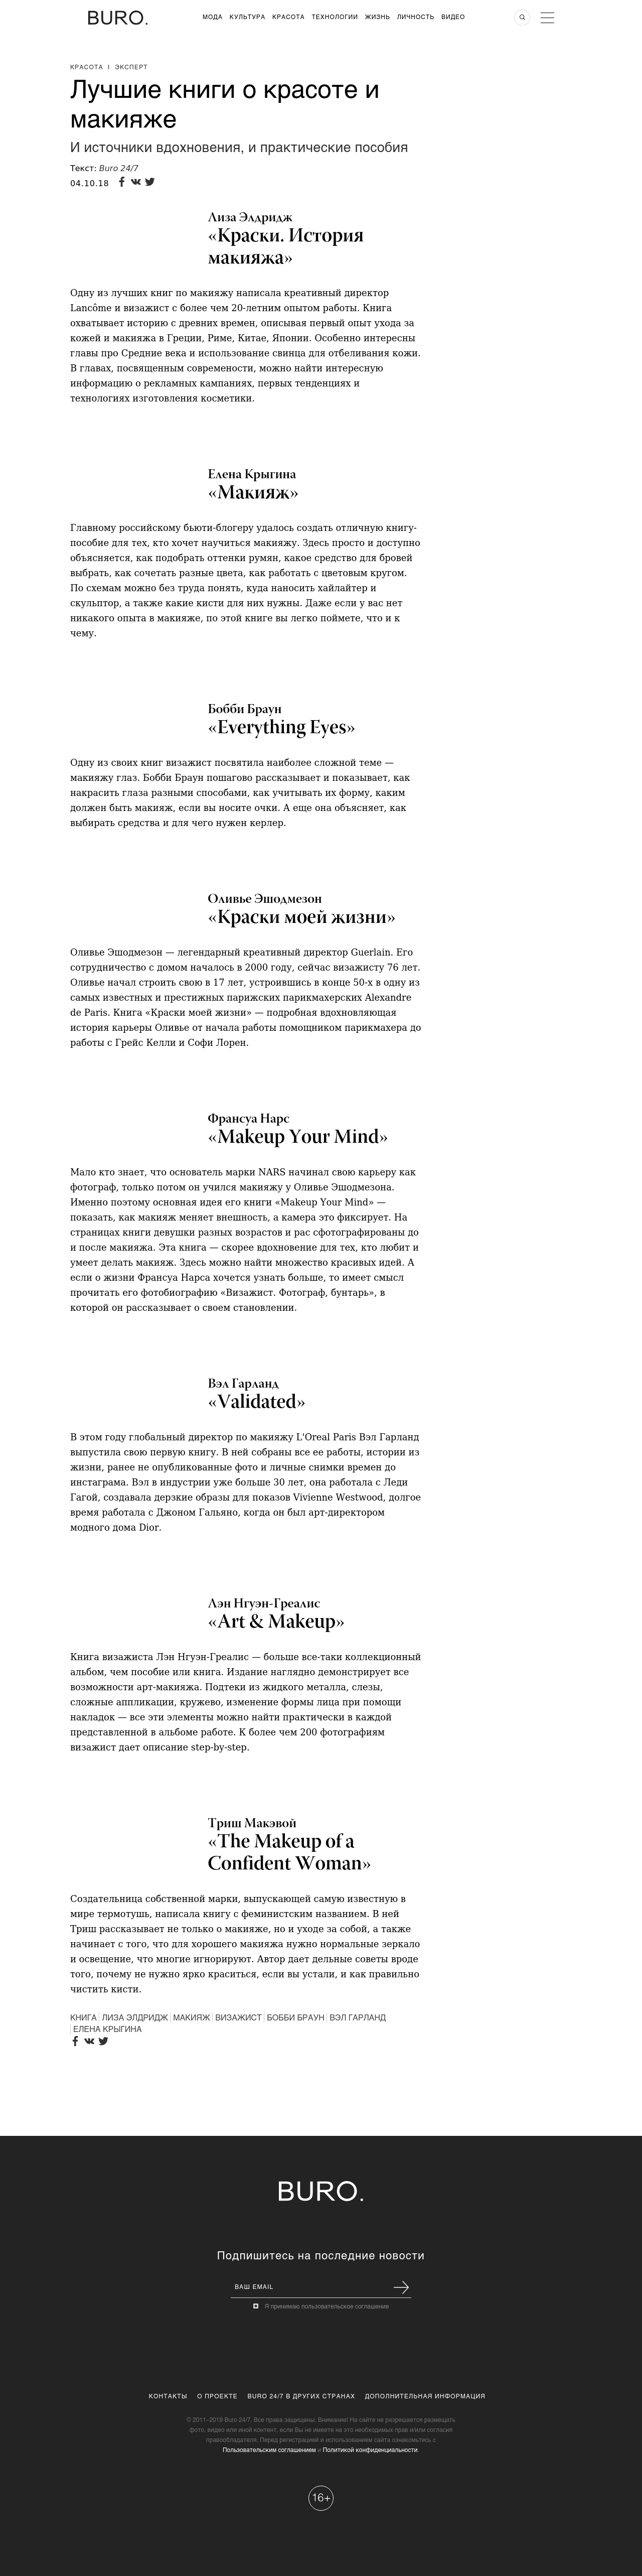 BURO.
МОДА КУЛЬТУРА КРАСОТА ТЕХНОЛОГИИ ЖИЗНЬ ЛИЧНОСТЬ ВИДЕО
КРАСОТА I ЭКСПЕРТ
Лучшие книги о красоте и
макияже
И источники вдохновения, и практические пособия
Текст: Buro 24/7
04.10.18
Лиза Элдридж
«Краски. История
макияжа»
Одну из лучших книг по макияжу написала креативный директор
Lancôme и визажист с более чем 20-летним опытом работы. Книга
охватывает историю с древних времен, описывая первый опыт ухода за
кожей и макияжа в Греции, Риме, Китае, Японии. Особенно интересны
главы про Средние века и использование свинца для отбеливания кожи.
В главах, посвященным современости, можно найти интересную
информацию о рекламных кампаниях, первых тенденциях и
технологиях изготовления косметики.
Елена Крыгина
«Макияж»
Главному российскому бьюти-блогеру удалось создать отличную книгу-
пособие для тех, кто хочет научиться макияжу. Здесь просто и доступно
объясняется, как подобрать оттенки румян, какое средство для бровей
выбрать, как сочетать разные цвета, как работать с цветовым кругом.
По схемам можно без труда понять, куда наносить хайлайтер и
скульптор, а также какие кисти для них нужны. Даже если у вас нет
никакого опыта в макияже, по этой книге вы легко поймете, что и к
чему.
Бобби Браун
«Everything Eyes»
Одну из своих книг визажист посвятила наиболее сложной теме —
макияжу глаз. Бобби Браун пошагово рассказывает и показывает, как
накрасить глаза разными способами, как учитывать их форму, каким
должен быть макияж, если вы носите очки. А еще она объясняет, как
выбирать средства и для чего нужен керлер.
Оливье Эшодмезон
«Краски моей жизни»
Оливье Эшодмезон — легендарный креативный директор Guerlain. Его
сотрудничество с домом началось в 2000 году, сейчас визажисту 76 лет.
Оливье начал строить свою в 17 лет, устроившись в конце 50-х в одну из
самых известных и престижных парижских парикмахерских Alexandre
de Paris. Книга «Краски моей жизни» — подробная вдохновляющая
история карьеры Оливье от начала работы помощником парикмахера до
работы с Грейс Келли и Софи Лорен.
Франсуа Нарс
«Makeup Your Mind»
Мало кто знает, что основатель марки NARS начинал свою карьеру как
фотограф, только потом он учился макияжу у Оливье Эшодмезона.
Именно поэтому основная идея его книги «Makeup Your Mind» —
показать, как макияж меняет внешность, а камера это фиксирует. На
страницах книги девушки разных возрастов и рас сфотографированы до
и после макияжа. Эта книга — скорее вдохновение для тех, кто любит и
умеет делать макияж. Здесь можно найти множество красивых идей. А
если о жизни Франсуа Нарса хочется узнать больше, то имеет смысл
прочитать его фотобиографию «Визажист. Фотограф, бунтарь», в
которой он рассказывает о своем становлении.
Вэл Гарланд
«Validated»
В этом году глобальный директор по макияжу L'Oreal Paris Вэл Гарланд
выпустила свою первую книгу. В ней собраны все ее работы, истории из
жизни, ранее не опубликованные фото и личные снимки времен до
инстаграма. Вэл в индустрии уже больше 30 лет, она работала с Леди
Гагой, создавала дерзкие образы для показов Vivienne Westwood, долгое
время работала с Джоном Гальяно, когда он был арт-директором
модного дома Dior.
Лэн Нгуэн-Греалис
«Art & Makeup»
Книга визажиста Лэн Нгуэн-Греалис — больше все-таки коллекционный
альбом, чем пособие или книга. Издание наглядно демонстрирует все
возможности арт-макияжа. Подтеки из жидкого металла, слезы,
сложные аппликации, кружево, изменение формы лица при помощи
накладок — все эти элементы можно найти практически в каждой
представленной в альбоме работе. К более чем 200 фотографиям
визажист дает описание step-by-step.
Триш Макэвой
«The Makeup of a
Confident Woman»
Создательница собственной марки, выпускающей самую известную в
мире термотушь, написала книгу с феминистским названием. В ней
Триш рассказывает не только о макияже, но и уходе за собой, а также
начинает с того, что для хорошего макияжа нужно нормальные зеркало
и освещение, что многие игнорируют. Автор дает дельные советы вроде
того, почему не нужно ярко краситься, если вы устали, и как правильно
чистить кисти.
КНИГА ЛИЗА ЭЛДРИДЖ МАКИЯЖ ВИЗАЖИСТ БОББИ БРАУН ВЭЛ ГАРЛАНД
ЕЛЕНА КРЫГИНА
BURO.
Подпишитесь на последние новости
ВАШ EMAIL
Я принимаю пользовательское соглашение
КОНТАКТЫ О ПРОЕКТЕ BURO 24/7 В ДРУГИХ СТРАНАХ ДОПОЛНИТЕЛЬНАЯ ИНФОРМАЦИЯ
© 2011–2019 Buro 24/7. Все права защищены. Внимание! На сайте не разрешается размещать
фото, видео или иной контент, если Вы не имеете на это необходимых прав и/или согласия
правообладателя. Перед регистрацией и использованием сайта ознакомьтесь с
Пользовательским соглашением и Политикой конфиденциальности.
16+